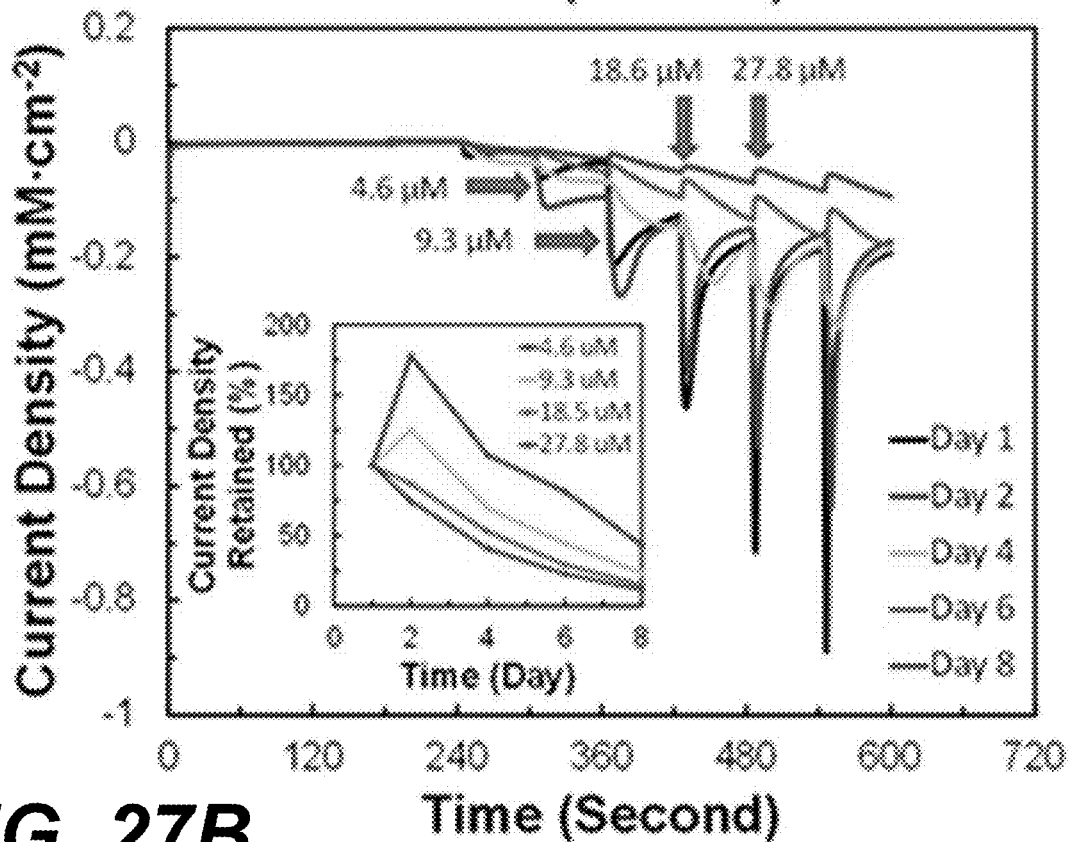 0.2
0
-0.2
-0.4
-0.6
-0.8
-1
Current Density (mM·cm-2)
18.6 µM 27.8 µM
4.6 µM
9.3 µM
200
150
100
50
0
Current Density
Retained (%)
4.6 uM
9.3 uM
18.5 uM
27.8 uM
0 2 4 6 8
Time (Day)
Day 1
Day 2
Day 4
Day 6
Day 8
0 120 240 360 480 600 720
Time (Second)
G. 27B